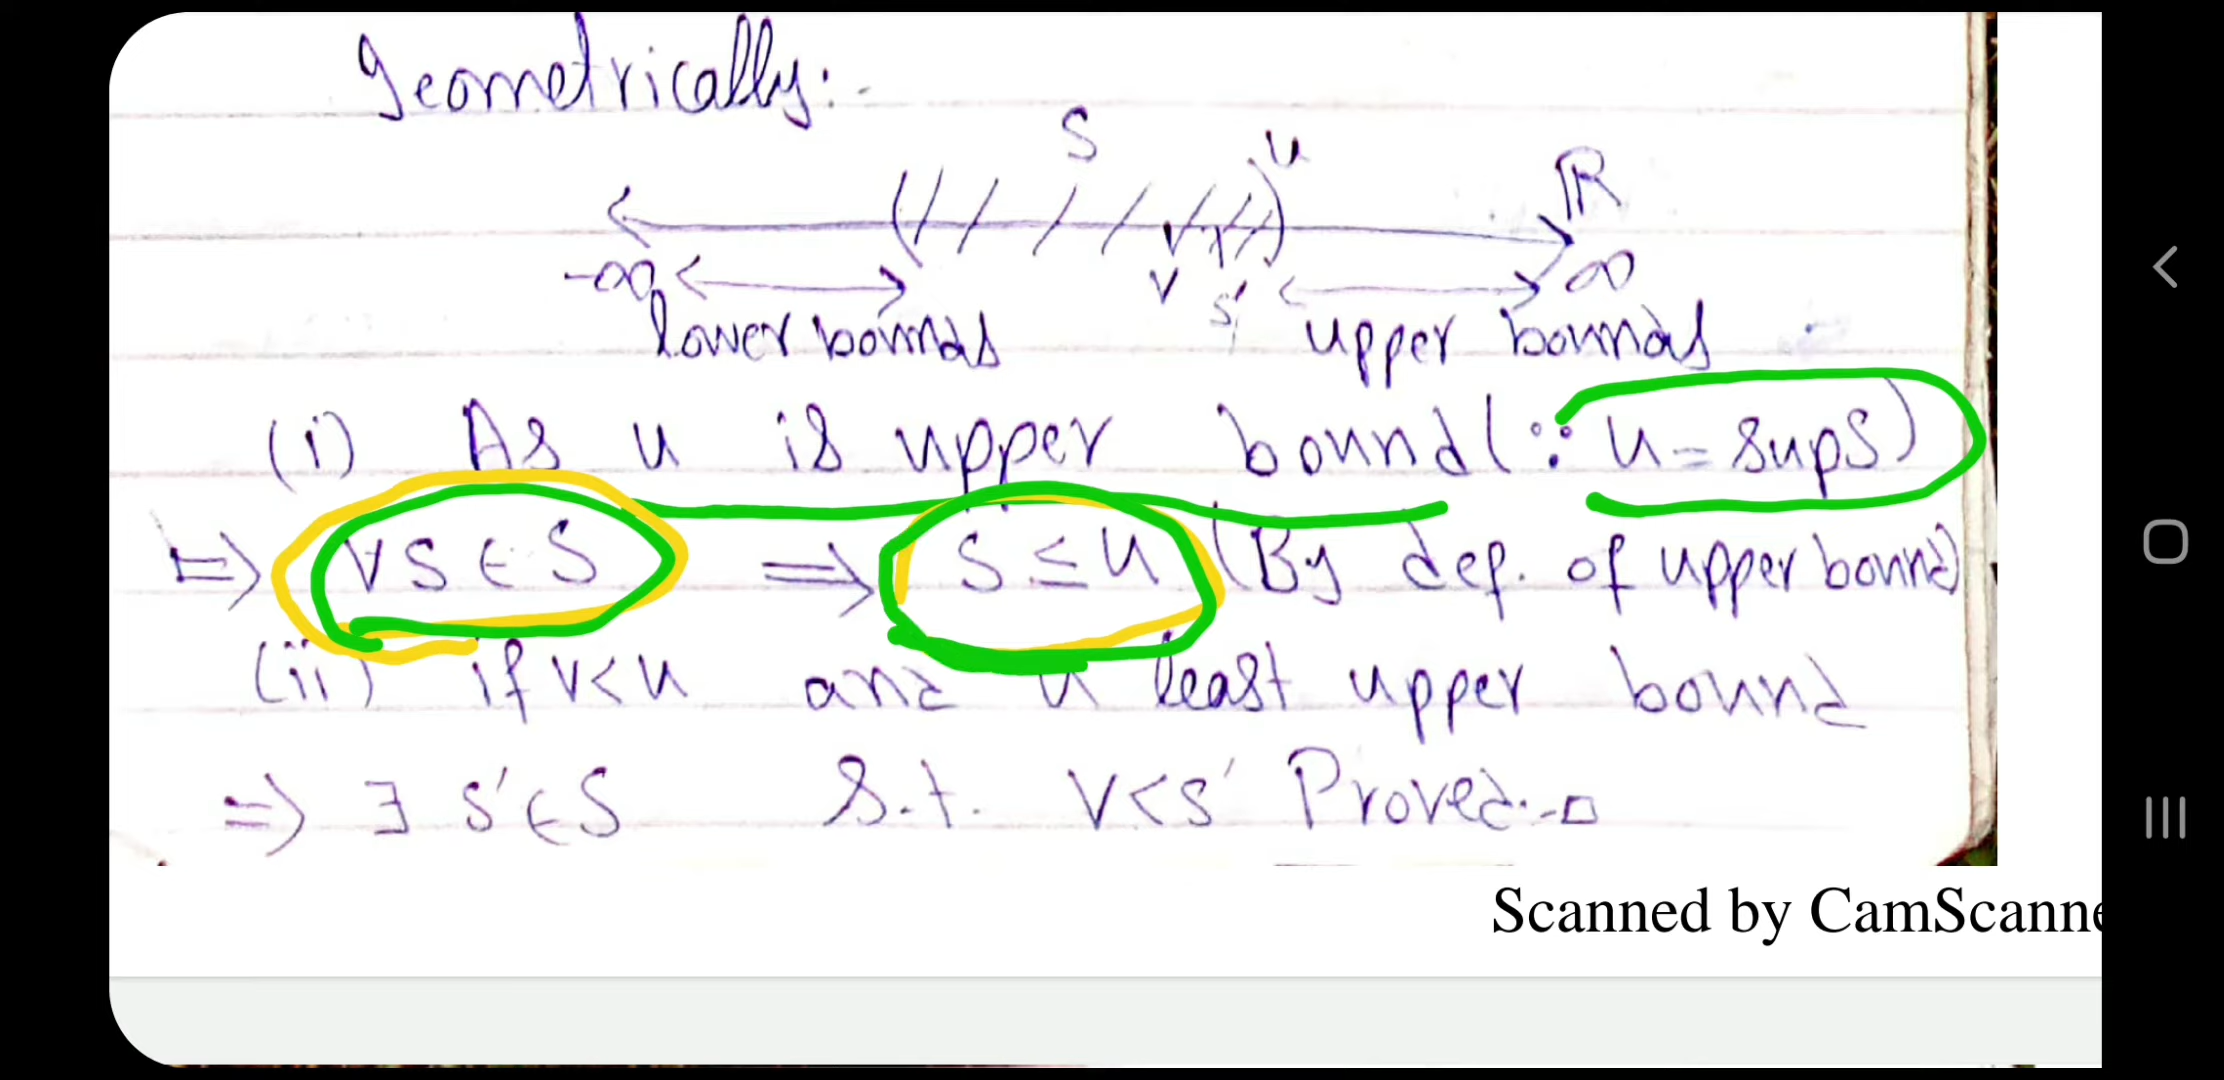 Geometrically:-
S
u
R
-∞
∞
v
s'
lower bounds
upper bounds
(i) As u is upper bound (∵ u = sup S)
⇒ ∀ s ∈ S ⇒ s ≤ u (By def. of upper bound)
(ii) if v < u and u least upper bound
⇒ ∃ s' ∈ S s.t. v < s' Proved.-□
Scanned by CamScanne